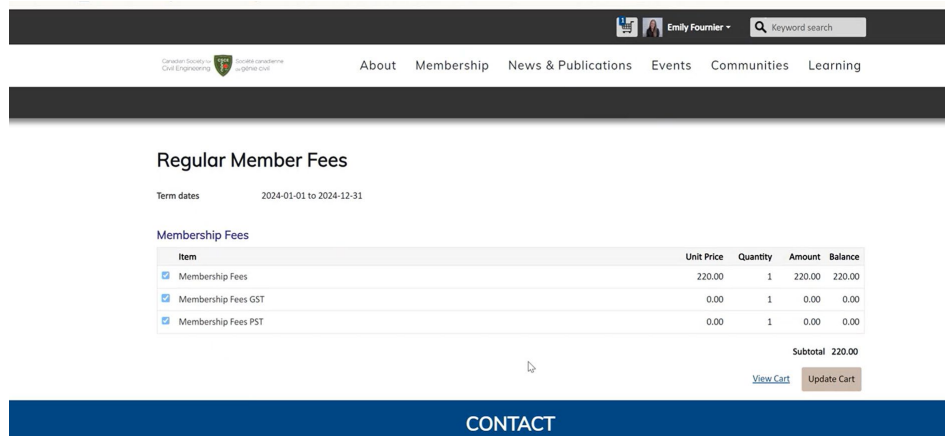 1
Emily Fournier
Keyword search
Canadian Society for
Civil Engineering
CSCE
Société canadienne
de génie civil
About Membership News & Publications Events Communities Learning
Regular Member Fees
Term dates 2024-01-01 to 2024-12-31
Membership Fees
Item Unit Price Quantity Amount Balance
Membership Fees 220.00 1 220.00 220.00
Membership Fees GST 0.00 1 0.00 0.00
Membership Fees PST 0.00 1 0.00 0.00
Subtotal 220.00
View Cart Update Cart
CONTACT